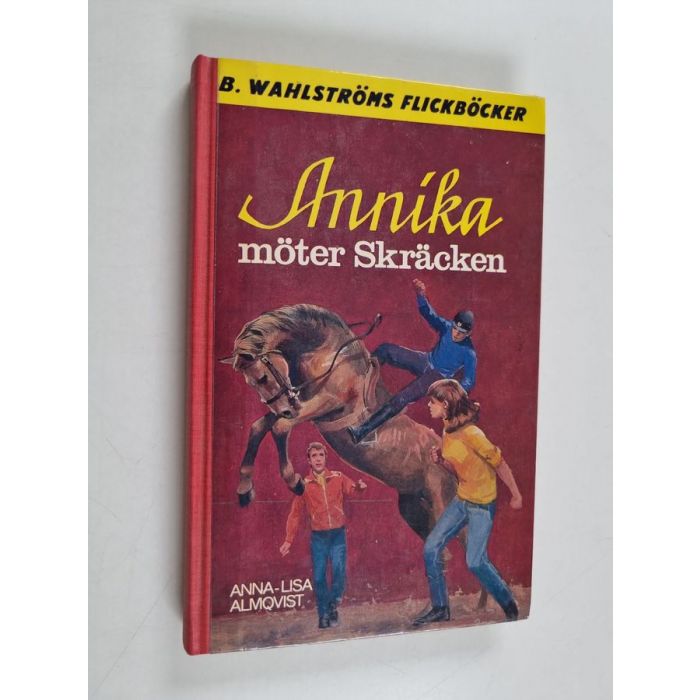 B. WAHLSTRÖMS FLICKBÖCKER
Annika
möter Skräcken
ANNA-LISA
ALMQVIST